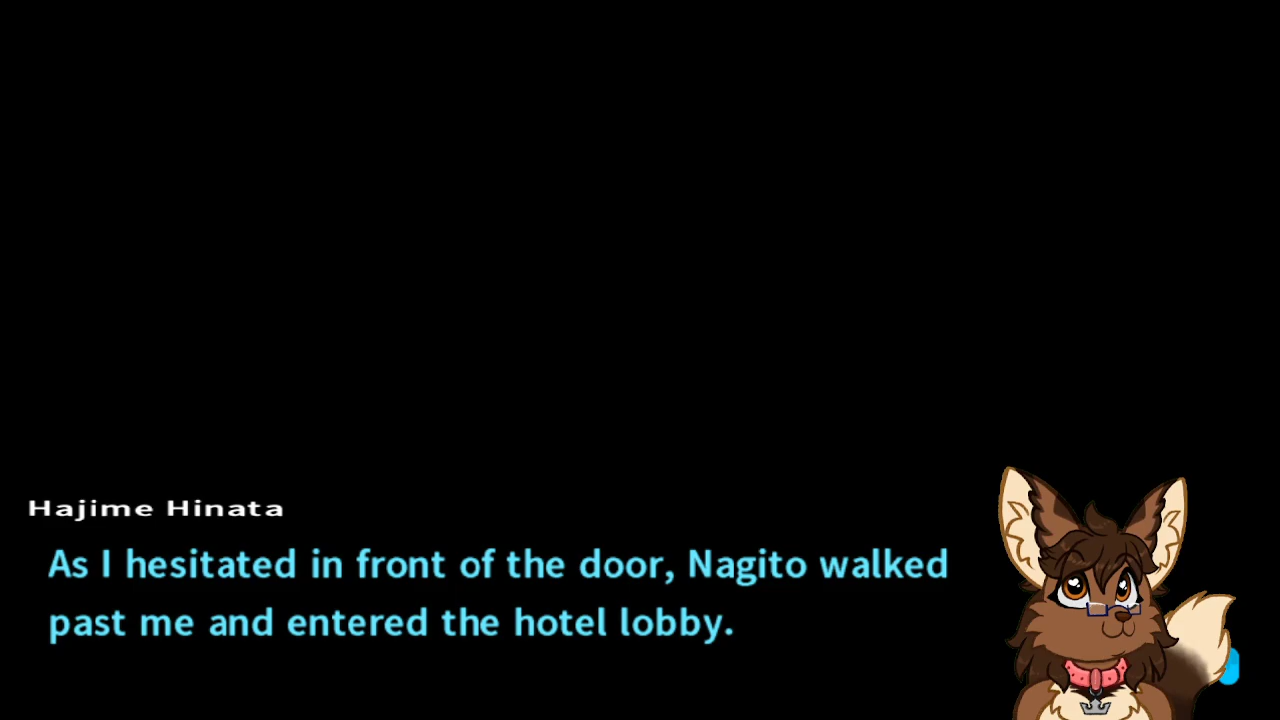 Hajime Hinata
As I hesitated in front of the door, Nagito walked
past me and entered the hotel lobby.